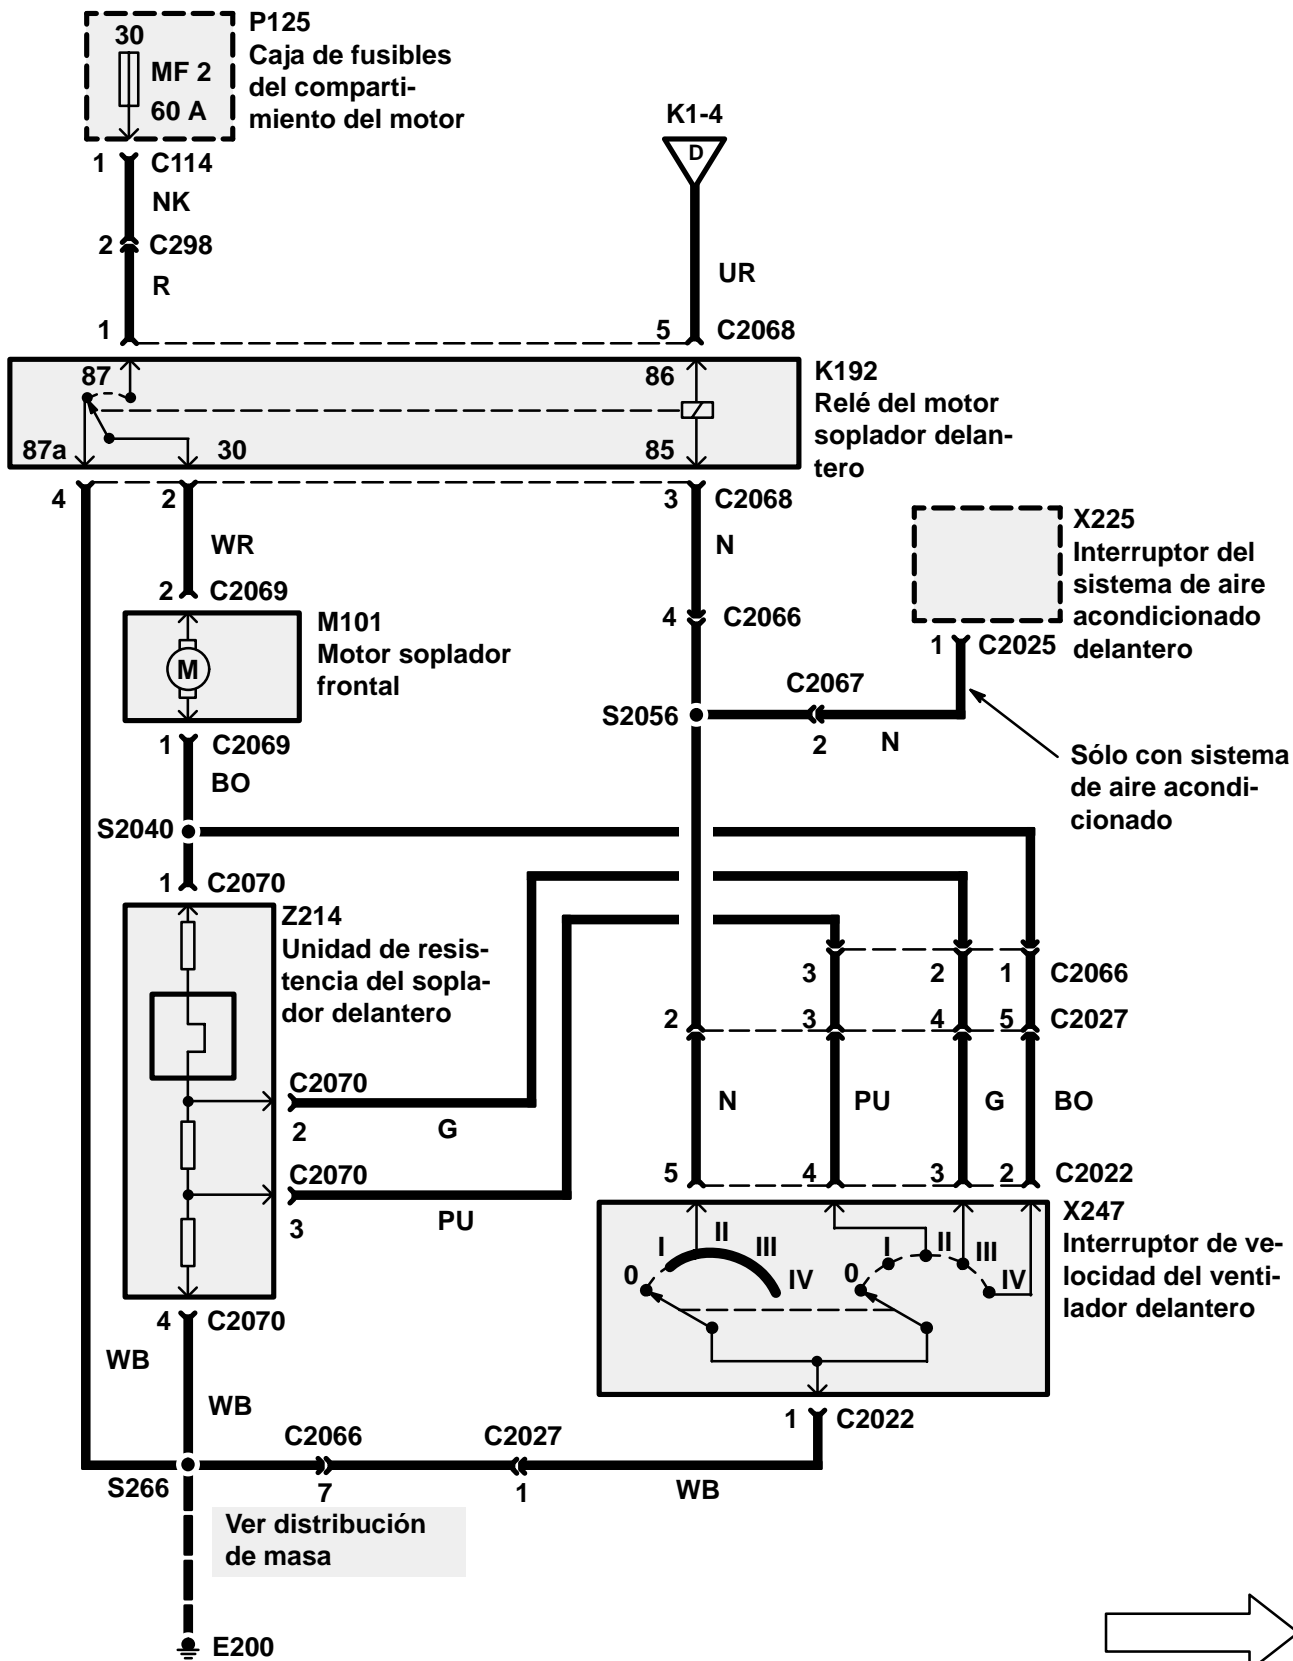 P125
Caja de fusibles
del comparti-
miento del motor
30
MF 2
60 A
1 C114
NK
2 C298
R
K1-4
D
UR
1
5 C2068
87
86
87a
30
85
K192
Relé del motor
soplador delan-
tero
4
2
3 C2068
WR
N
X225
Interruptor del
sistema de aire
acondicionado
delantero
2 C2069
4 C2066
1 C2025
M101
Motor soplador
frontal
M
C2067
S2056
2
N
1 C2069
BO
Sólo con sistema
de aire acondi-
cionado
S2040
1 C2070
Z214
Unidad de resis-
tencia del sopla-
dor delantero
3 2 1 C2066
2 3 4 5 C2027
C2070
2
G
N PU G BO
C2070
3
PU
5 4 3 2 C2022
X247
Interruptor de ve-
locidad del venti-
lador delantero
0 I II III IV
0 I II III IV
4 C2070
WB
WB
1 C2022
C2066
C2027
S266
7
1
WB
Ver distribución
de masa
E200